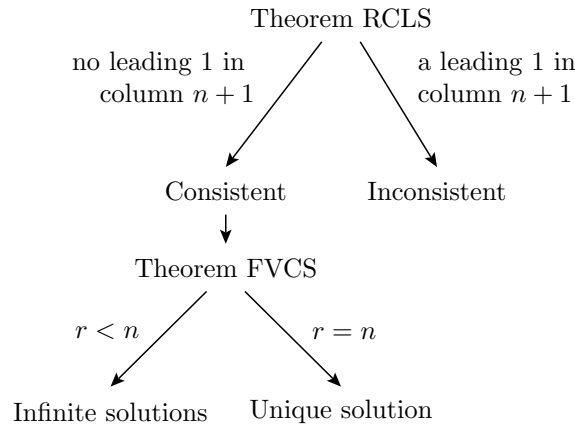 Theorem RCLS
no leading 1 in
column n + 1
a leading 1 in
column n + 1
Consistent
Inconsistent
Theorem FVCS
r < n
r = n
Infinite solutions
Unique solution